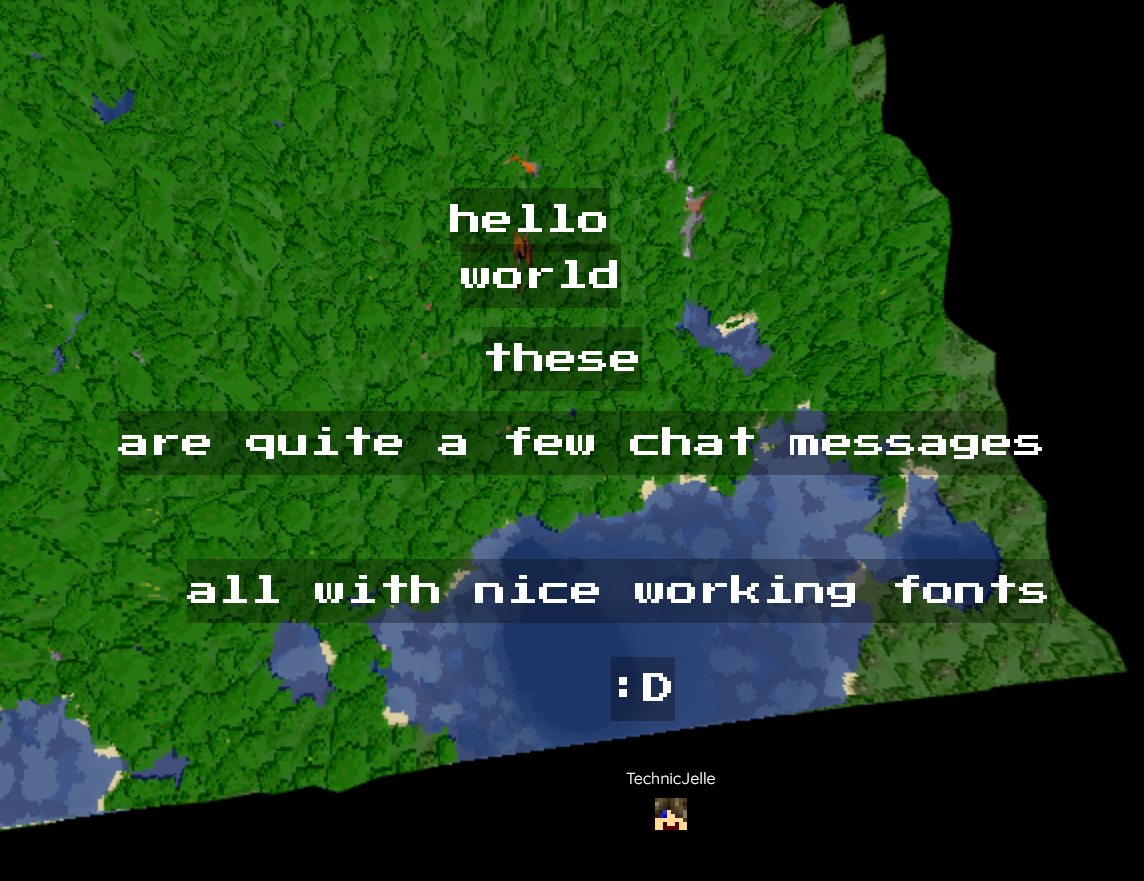 hello
world
these
are quite a few chat messages
all with nice working fonts
:D
TechnicJelle